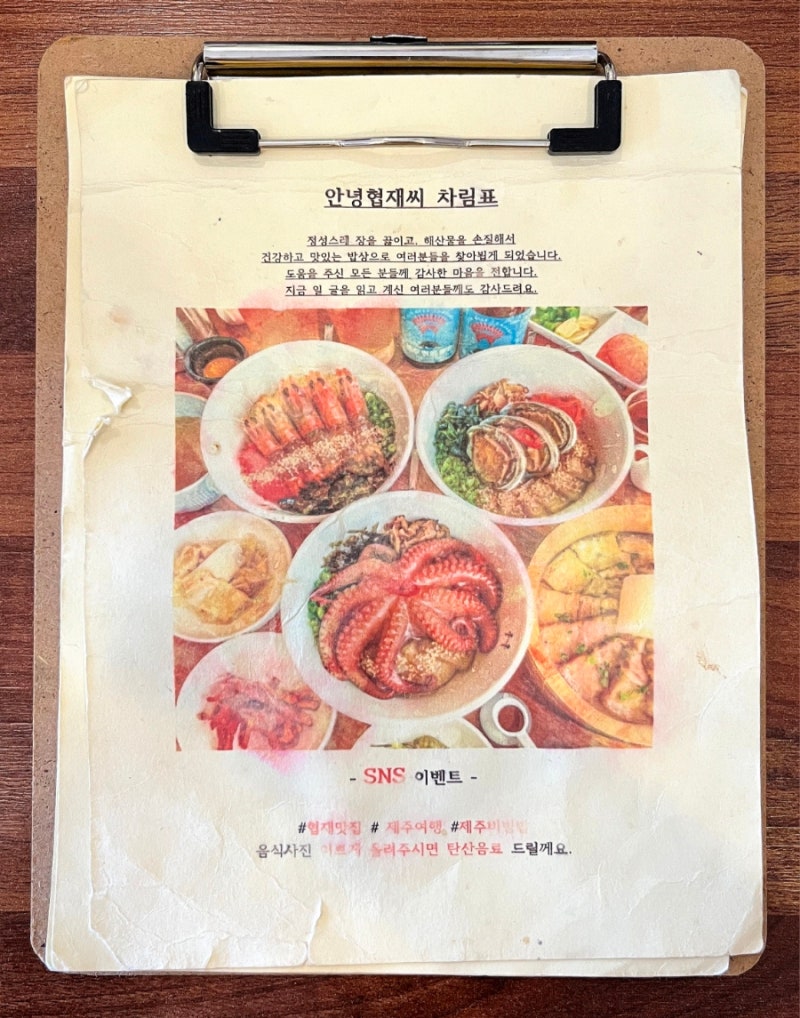 안녕협재씨 차림표
정성스레 장을 끓이고, 해산물을 손질해서
건강하고 맛있는 밥상으로 여러분들을 찾아뵙게 되었습니다.
도움을 주신 모든 분들께 감사한 마음을 전합니다.
지금 일 글을 읽고 계신 여러분들께도 감사드려요.
- SNS 이벤트 -
#협재맛집 # 제주여행 #제주비빔밥
음식사진 이쁘게 올려주시면 탄산음료 드릴께요.